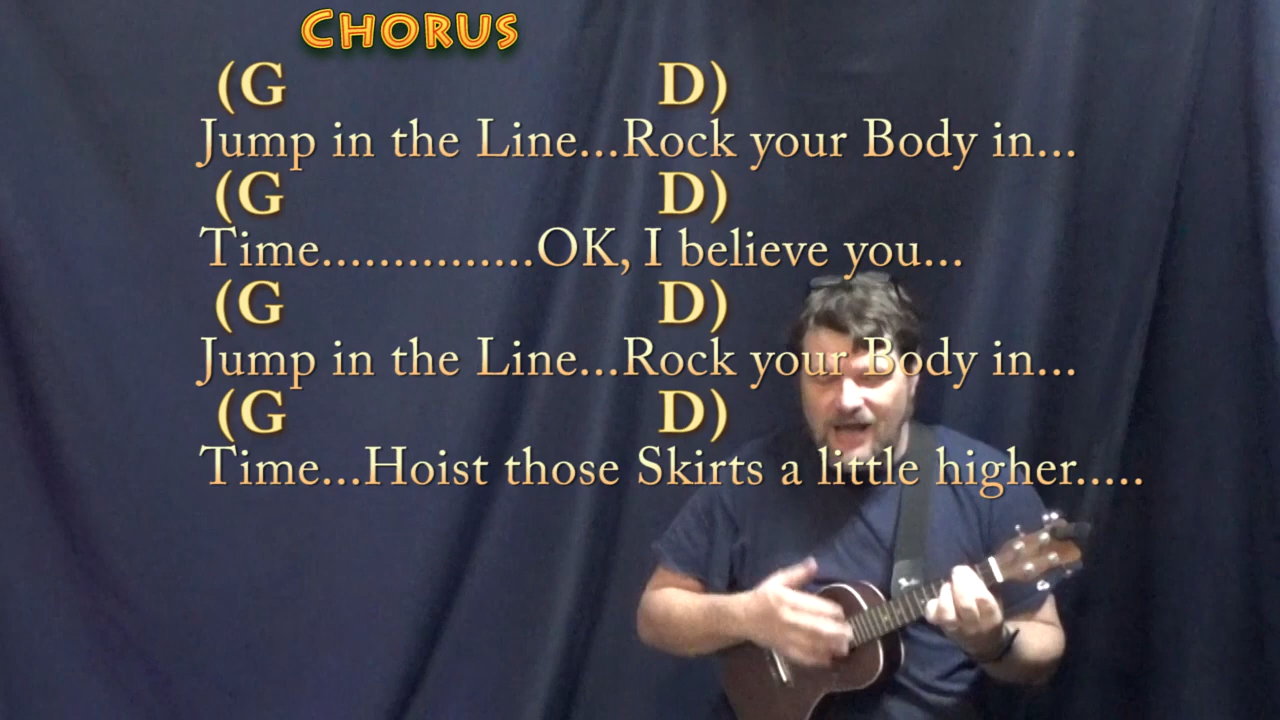 CHORUS
(G D)
Jump in the Line...Rock your Body in...
(G D)
Time...............OK, I believe you...
(G D)
Jump in the Line...Rock your Body in...
(G D)
Time...Hoist those Skirts a little higher.....